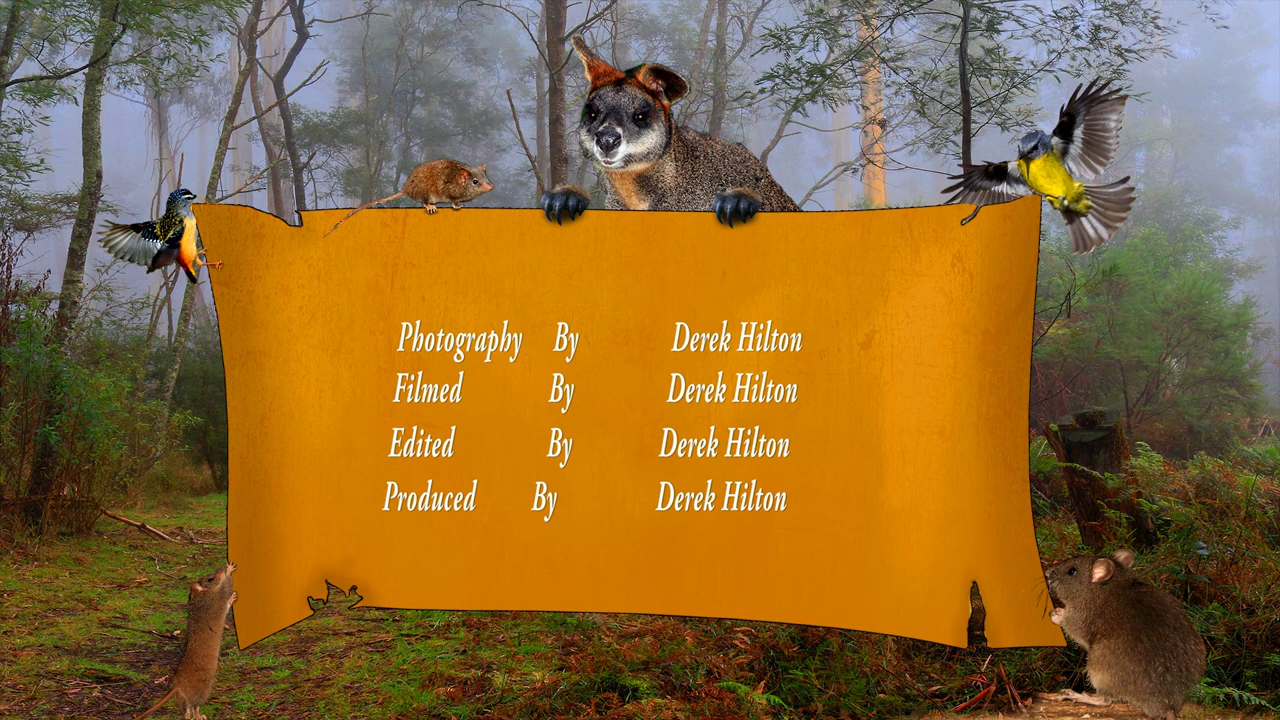 Photography By Derek Hilton
Filmed By Derek Hilton
Edited By Derek Hilton
Produced By Derek Hilton